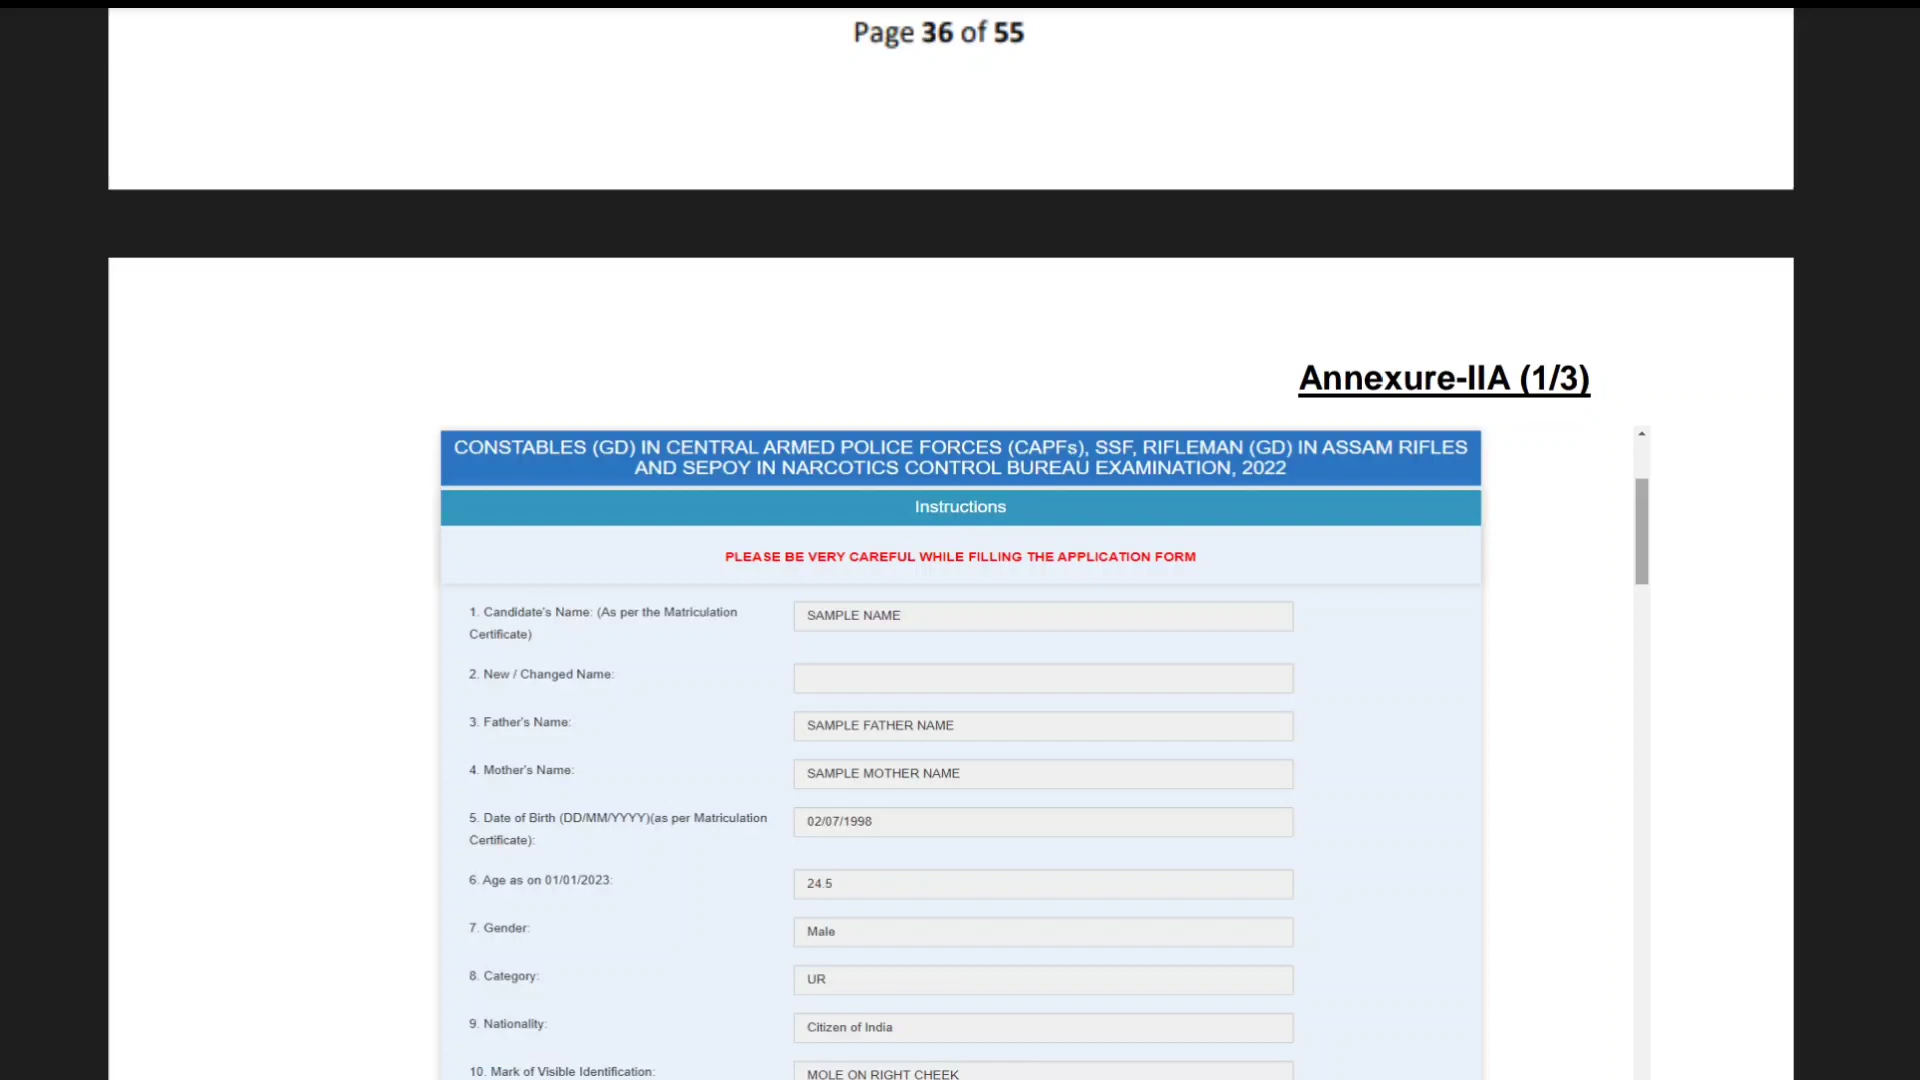 Page 36 of 55
Annexure-IIA (1/3)
CONSTABLES (GD) IN CENTRAL ARMED POLICE FORCES (CAPFs), SSF, RIFLEMAN (GD) IN ASSAM RIFLES
AND SEPOY IN NARCOTICS CONTROL BUREAU EXAMINATION, 2022
Instructions
PLEASE BE VERY CAREFUL WHILE FILLING THE APPLICATION FORM
1. Candidate's Name: (As per the Matriculation
Certificate)
SAMPLE NAME
2. New / Changed Name:
3. Father's Name:
SAMPLE FATHER NAME
4. Mother's Name:
SAMPLE MOTHER NAME
5. Date of Birth (DD/MM/YYYY)(as per Matriculation
Certificate):
02/07/1998
6. Age as on 01/01/2023:
24.5
7. Gender:
Male
8. Category:
UR
9. Nationality:
Citizen of India
10. Mark of Visible Identification:
MOLE ON RIGHT CHEEK